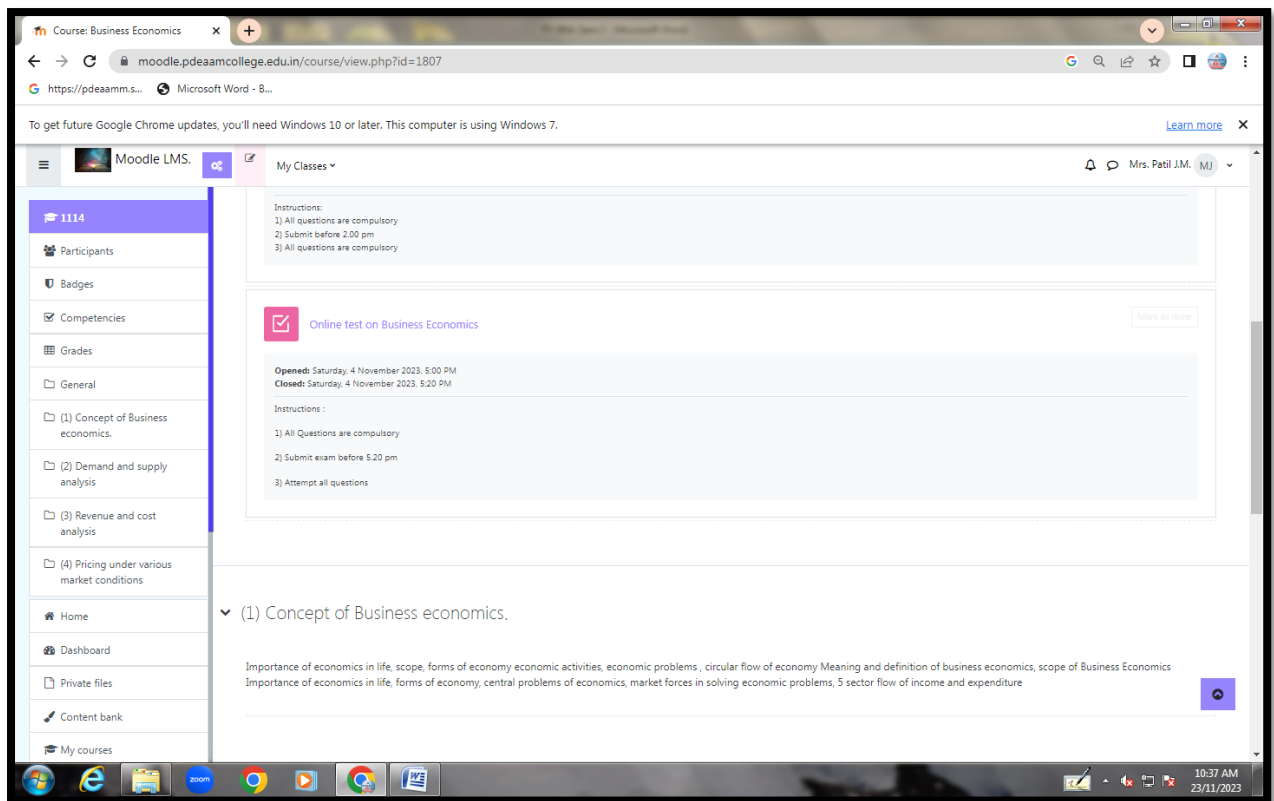 Course: Business Economics
moodle.pdeaamcollege.edu.in/course/view.php?id=1807
https://pdeaamm.s... Microsoft Word - B...
To get future Google Chrome updates, you'll need Windows 10 or later. This computer is using Windows 7. Learn more
Moodle LMS. My Classes Mrs. Patil J.M. MJ
1114
Participants
Badges
Competencies
Grades
General
(1) Concept of Business
economics.
(2) Demand and supply
analysis
(3) Revenue and cost
analysis
(4) Pricing under various
market conditions
Home
Dashboard
Private files
Content bank
My courses
Instructions:
1) All questions are compulsory
2) Submit before 2.00 pm
3) All questions are compulsory
Online test on Business Economics
Mark as done
Opened: Saturday, 4 November 2023, 5:00 PM
Closed: Saturday, 4 November 2023, 5:20 PM
Instructions :
1) All Questions are compulsory
2) Submit exam before 5.20 pm
3) Attempt all questions
(1) Concept of Business economics.
Importance of economics in life, scope, forms of economy economic activities, economic problems , circular flow of economy Meaning and definition of business economics, scope of Business Economics
Importance of economics in life, forms of economy, central problems of economics, market forces in solving economic problems, 5 sector flow of income and expenditure
zoom
10:37 AM
23/11/2023